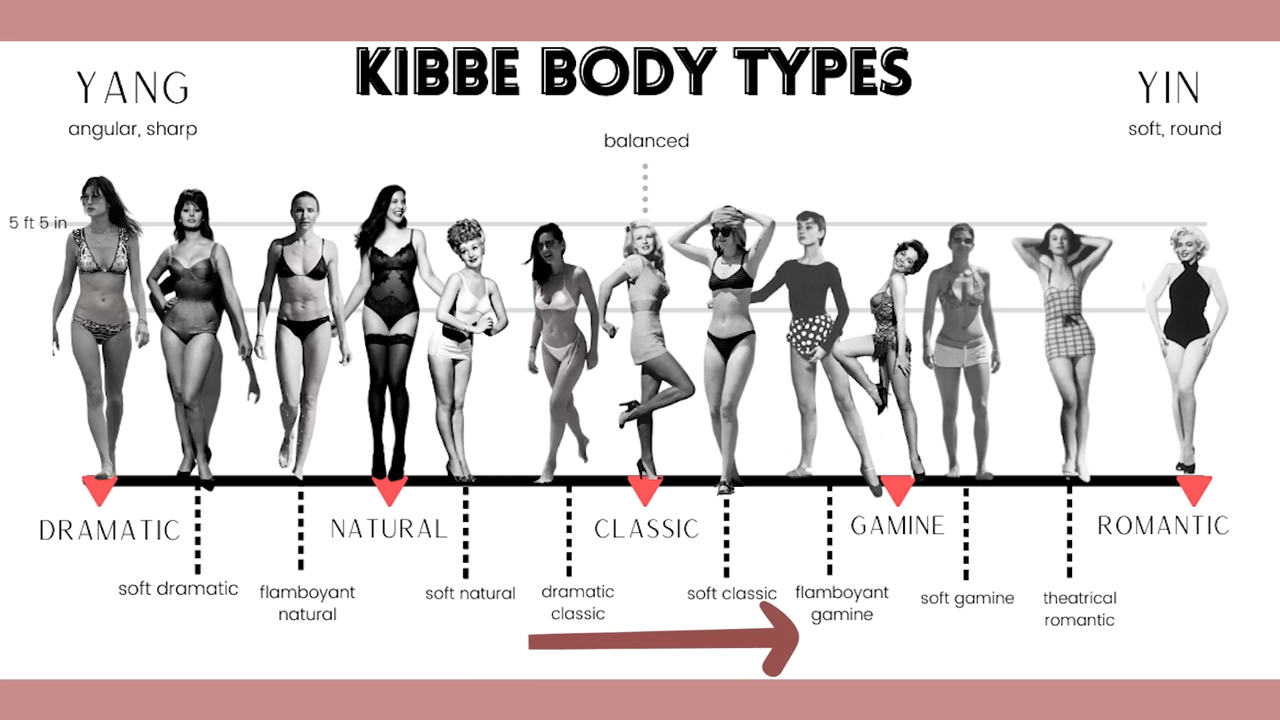 KIBBE BODY TYPES
YANG
angular, sharp
YIN
soft, round
balanced
5 ft 5 in
DRAMATIC
NATURAL
CLASSIC
GAMINE
ROMANTIC
soft dramatic
flamboyant
natural
soft natural
dramatic
classic
soft classic
flamboyant
gamine
soft gamine
theatrical
romantic